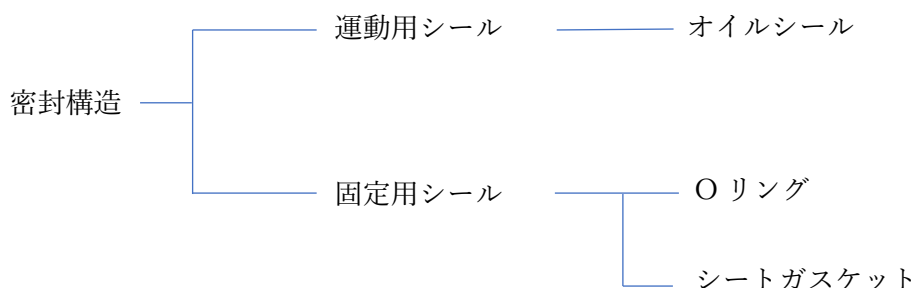 運動用シール
オイルシール
密封構造
固定用シール
O リング
シートガスケット